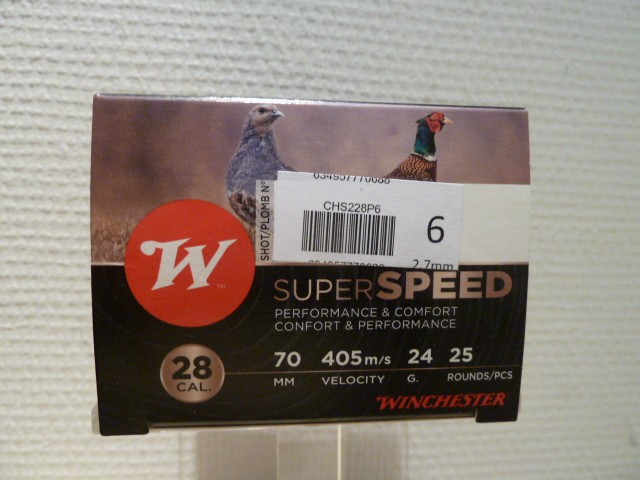 SHOT/PLOMB N°
CHS228P6
6
2.7mm
W
TM
SUPERSPEED
PERFORMANCE & COMFORT
CONFORT & PERFORMANCE
28
CAL.
70 405m/s 24 25
MM VELOCITY G. ROUNDS/PCS
WINCHESTER